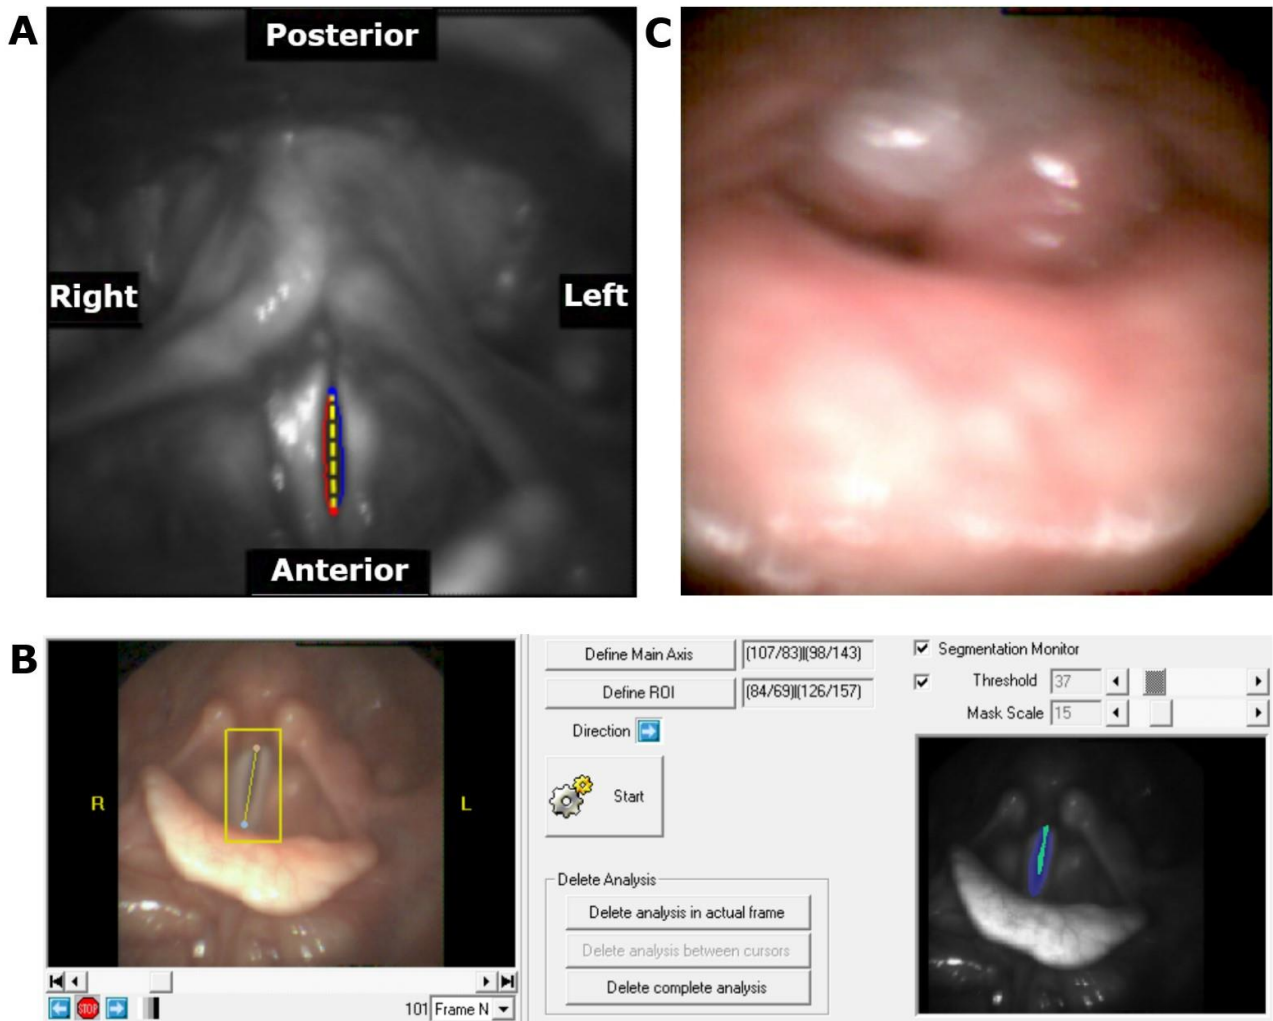 A
Posterior
Right
Left
Anterior
C
B
R
L
101 Frame N
Define Main Axis (107/83)|(98/143)
Define ROI (84/69)|(126/157)
Direction
Start
Delete Analysis
Delete analysis in actual frame
Delete analysis between cursors
Delete complete analysis
Segmentation Monitor
Threshold 37
Mask Scale 15
STOP